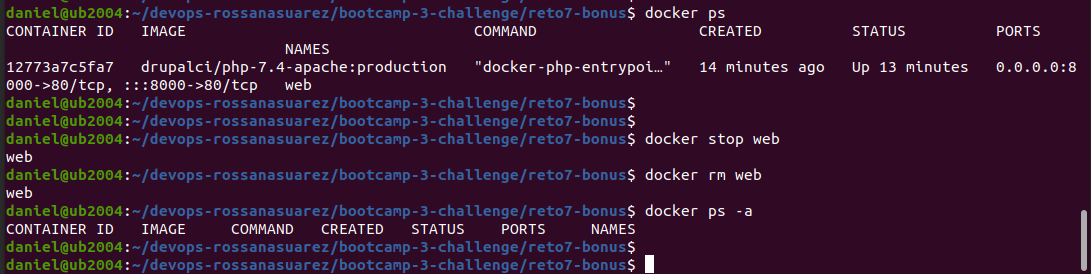 daniel@ub2004:~/devops-rossanasuarez/bootcamp-3-challenge/reto7-bonus$ docker ps
CONTAINER ID   IMAGE                                    COMMAND                  CREATED          STATUS          PORTS
                                   NAMES
12773a7c5fa7   drupalci/php-7.4-apache:production   "docker-php-entrypoi…"   14 minutes ago   Up 13 minutes   0.0.0.0:8
000->80/tcp, :::8000->80/tcp   web
daniel@ub2004:~/devops-rossanasuarez/bootcamp-3-challenge/reto7-bonus$
daniel@ub2004:~/devops-rossanasuarez/bootcamp-3-challenge/reto7-bonus$
daniel@ub2004:~/devops-rossanasuarez/bootcamp-3-challenge/reto7-bonus$ docker stop web
web
daniel@ub2004:~/devops-rossanasuarez/bootcamp-3-challenge/reto7-bonus$ docker rm web
web
daniel@ub2004:~/devops-rossanasuarez/bootcamp-3-challenge/reto7-bonus$ docker ps -a
CONTAINER ID   IMAGE     COMMAND   CREATED   STATUS    PORTS     NAMES
daniel@ub2004:~/devops-rossanasuarez/bootcamp-3-challenge/reto7-bonus$
daniel@ub2004:~/devops-rossanasuarez/bootcamp-3-challenge/reto7-bonus$